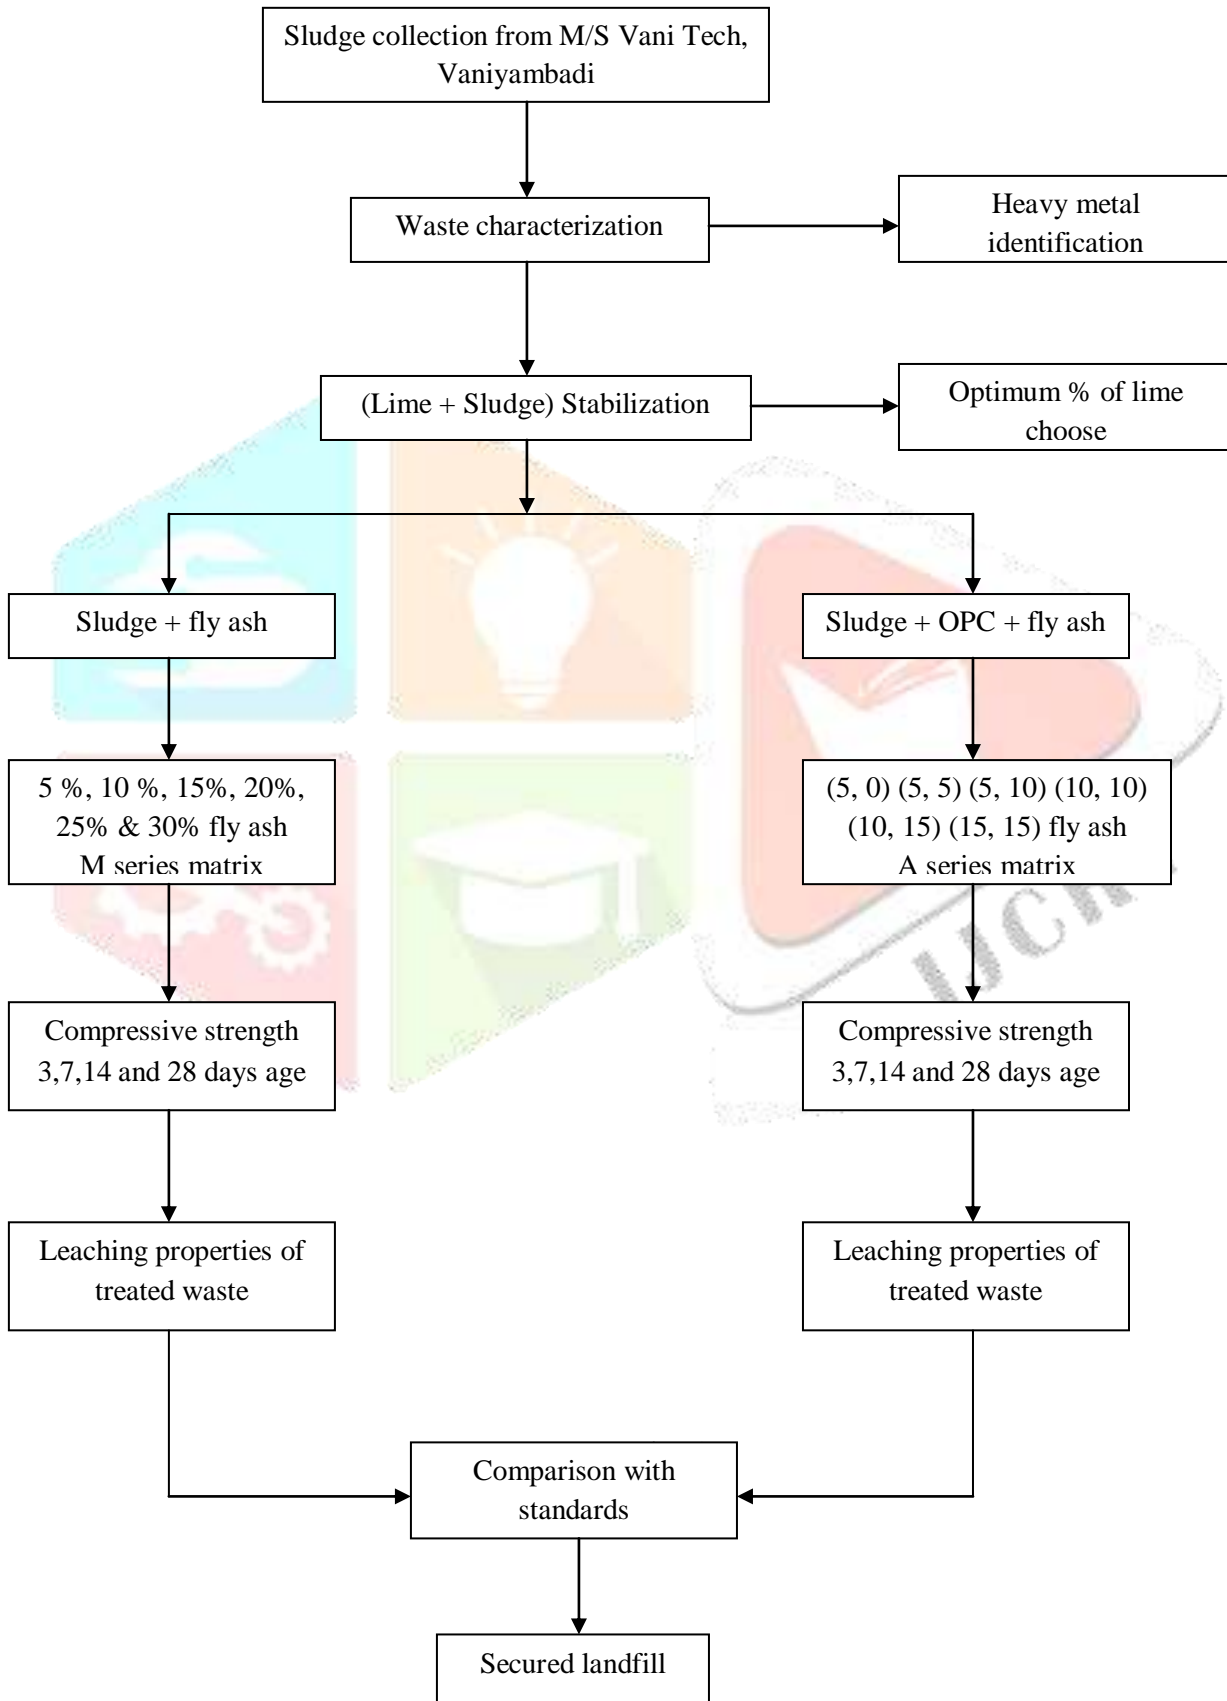 Sludge collection from M/S Vani Tech,
Vaniyambadi
Waste characterization
Heavy metal
identification
(Lime + Sludge) Stabilization
Optimum % of lime
choose
Sludge + fly ash
Sludge + OPC + fly ash
5 %, 10 %, 15%, 20%,
25% & 30% fly ash
M series matrix
(5, 0) (5, 5) (5, 10) (10, 10)
(10, 15) (15, 15) fly ash
A series matrix
Compressive strength
3,7,14 and 28 days age
Compressive strength
3,7,14 and 28 days age
Leaching properties of
treated waste
Leaching properties of
treated waste
Comparison with
standards
Secured landfill